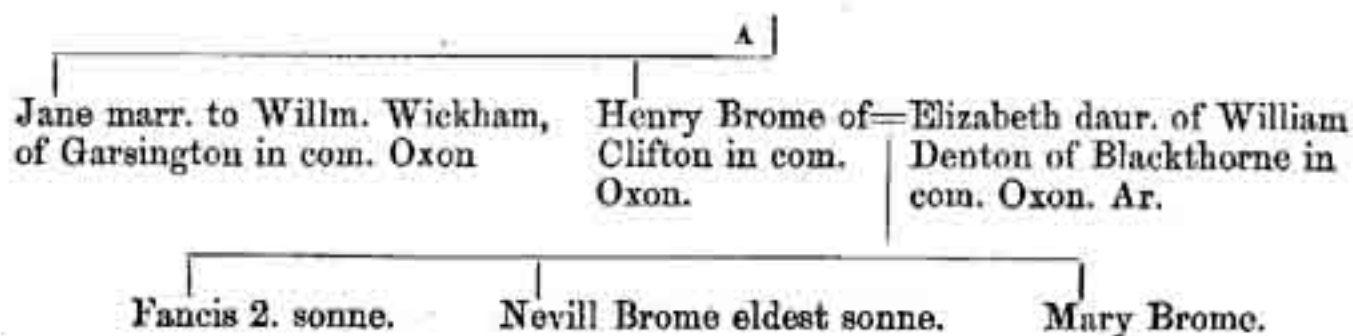 A
Jane marr. to Willm. Wickham,
of Garsington in com. Oxon
Henry Brome of=Elizabeth daur. of William
Clifton in com.
Oxon.
Denton of Blackthorne in
com. Oxon. Ar.
Fancis 2. sonne.
Nevill Brome eldest sonne.
Mary Brome.